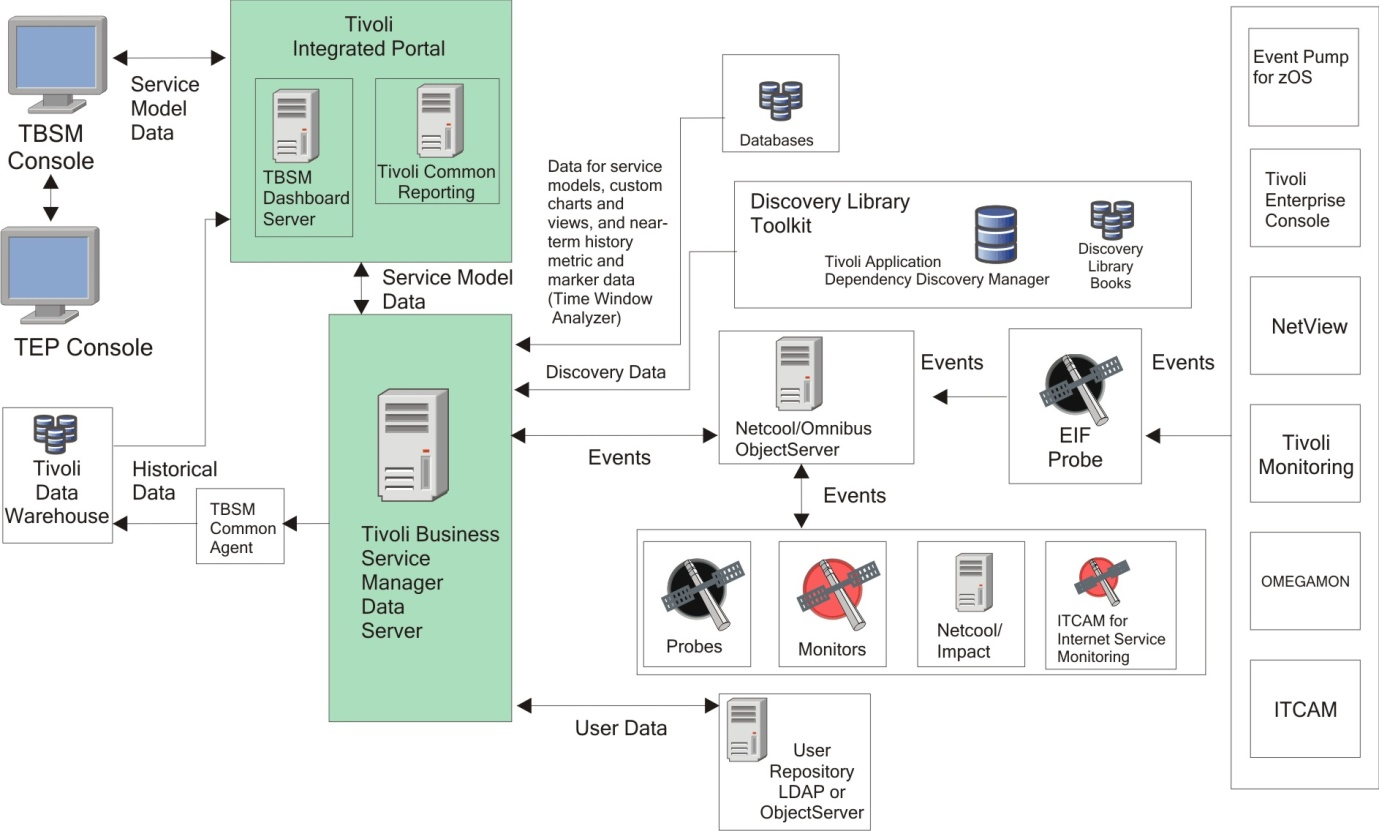 Tivoli
Integrated Portal
TBSM
Dashboard
Server
Tivoli Common
Reporting
Service
Model
Data
TBSM
Console
TEP Console
Service Model
Data
Data for service
models, custom
charts and
views, and near-
term history
metric and
marker data
(Time Window
Analyzer)
Databases
Discovery Library
Toolkit
Tivoli Application
Dependency Discovery Manager
Discovery
Library
Books
Discovery Data
Event Pump
for zOS
Tivoli
Enterprise
Console
NetView
Tivoli
Monitoring
OMEGAMON
ITCAM
Events
EIF
Probe
Events
Netcool/Omnibus
ObjectServer
Events
Events
Probes
Monitors
Netcool/
Impact
ITCAM for
Internet Service
Monitoring
Tivoli Business
Service
Manager
Data
Server
Tivoli
Data
Warehouse
Historical
Data
TBSM
Common
Agent
User Data
User
Repository
LDAP or
ObjectServer